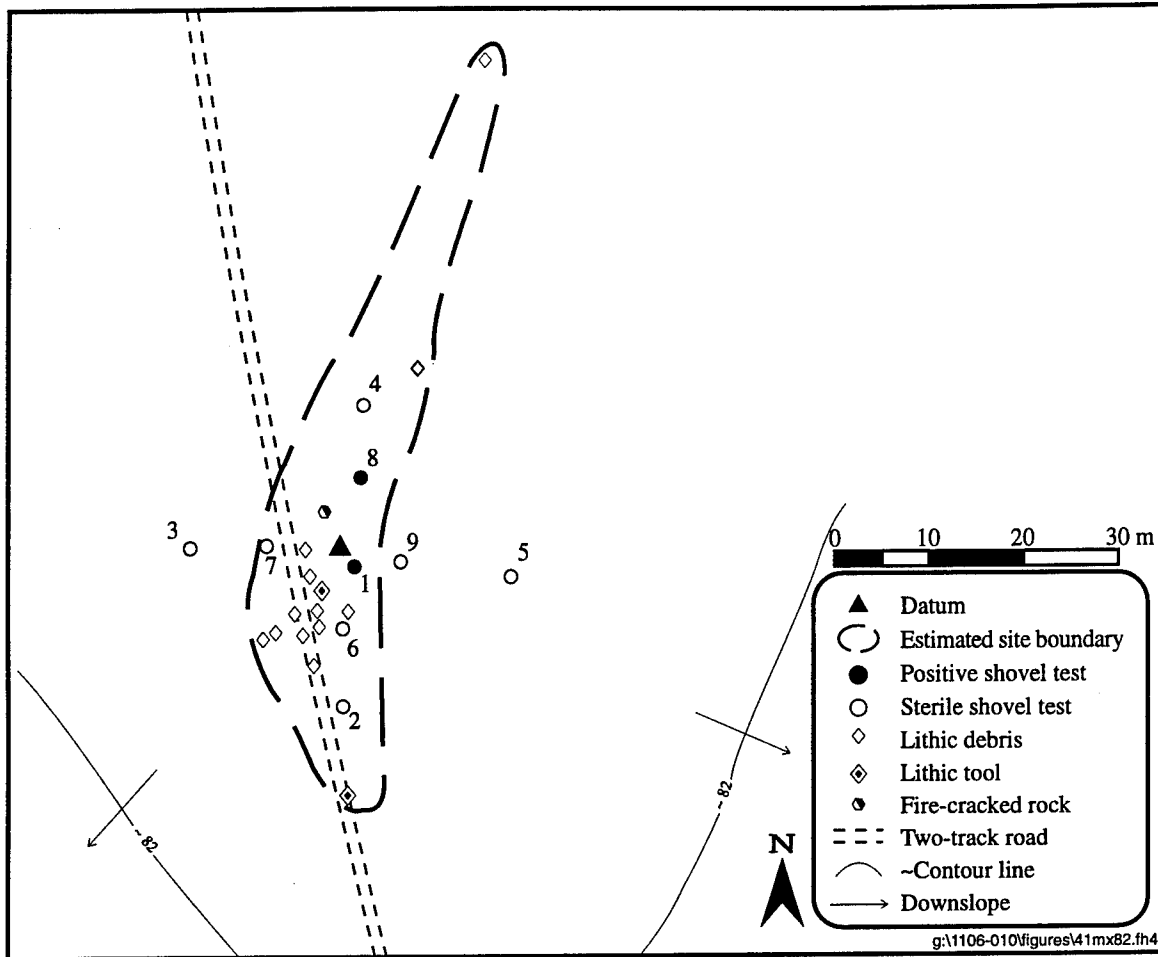 4
8
3
7
9
5
1
6
2
0 10 20 30 m
Datum
Estimated site boundary
Positive shovel test
Sterile shovel test
Lithic debris
Lithic tool
Fire-cracked rock
Two-track road
~Contour line
Downslope
N
~ 82
~ 82
g:\1106-010\figures\41mx82.fh4